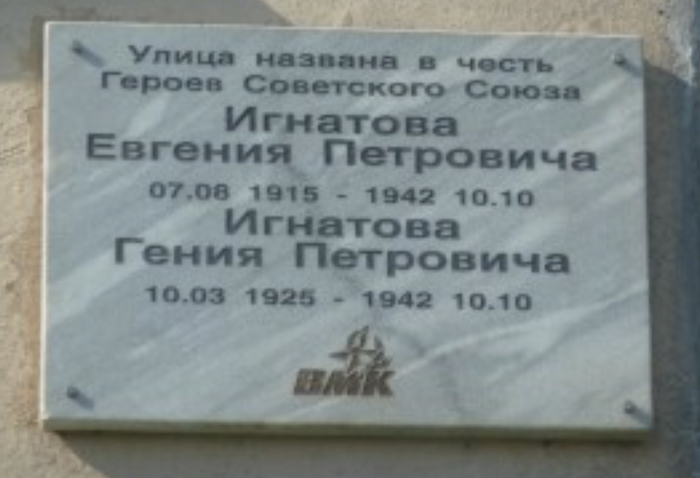 Улица названа в честь
Героев Советского Союза
Игнатова
Евгения Петровича
07.08 1915 - 1942 10.10
Игнатова
Гения Петровича
10.03 1925 - 1942 10.10
ВМК